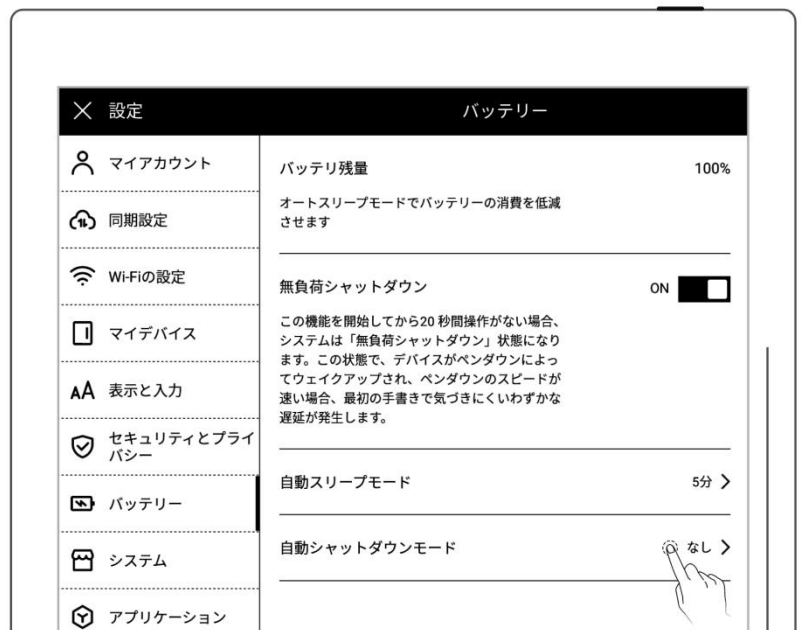 設定
バッテリー
マイアカウント
同期設定
Wi-Fiの設定
マイデバイス
AA 表示と入力
セキュリティとプライ
バシー
バッテリー
システム
アプリケーション
バッテリ残量 100%
オートスリープモードでバッテリーの消費を低減
させます
無負荷シャットダウン ON
この機能を開始してから20 秒間操作がない場合、
システムは「無負荷シャットダウン」状態になり
ます。この状態で、デバイスがペンダウンによっ
てウェイクアップされ、ペンダウンのスピードが
速い場合、最初の手書きで気づきにくいわずかな
遅延が発生します。
自動スリープモード 5分
自動シャットダウンモード なし